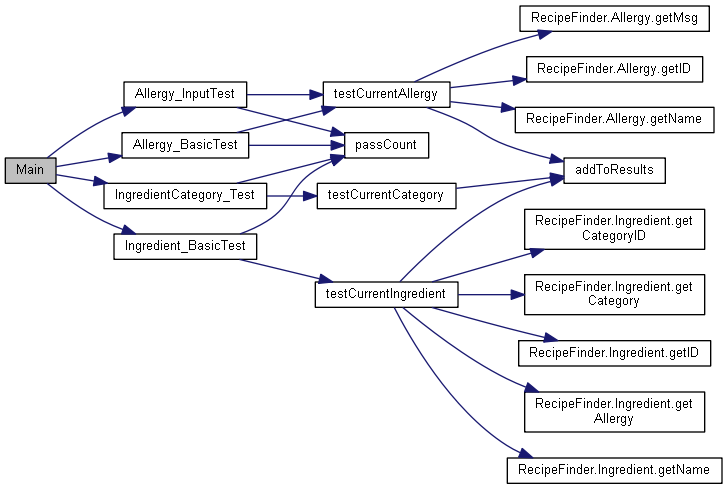 Main
Allergy_InputTest
Allergy_BasicTest
IngredientCategory_Test
Ingredient_BasicTest
testCurrentAllergy
passCount
testCurrentCategory
testCurrentIngredient
RecipeFinder.Allergy.getMsg
RecipeFinder.Allergy.getID
RecipeFinder.Allergy.getName
addToResults
RecipeFinder.Ingredient.get
CategoryID
RecipeFinder.Ingredient.get
Category
RecipeFinder.Ingredient.getID
RecipeFinder.Ingredient.get
Allergy
RecipeFinder.Ingredient.getName